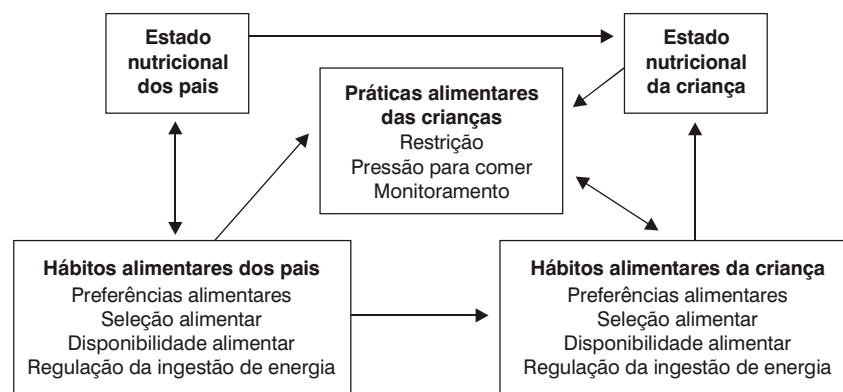 Estado
nutricional
dos pais
Estado
nutricional
da criança
Práticas alimentares
das crianças
Restrição
Pressão para comer
Monitoramento
Hábitos alimentares dos pais
Preferências alimentares
Seleção alimentar
Disponibilidade alimentar
Regulação da ingestão de energia
Hábitos alimentares da criança
Preferências alimentares
Seleção alimentar
Disponibilidade alimentar
Regulação da ingestão de energia